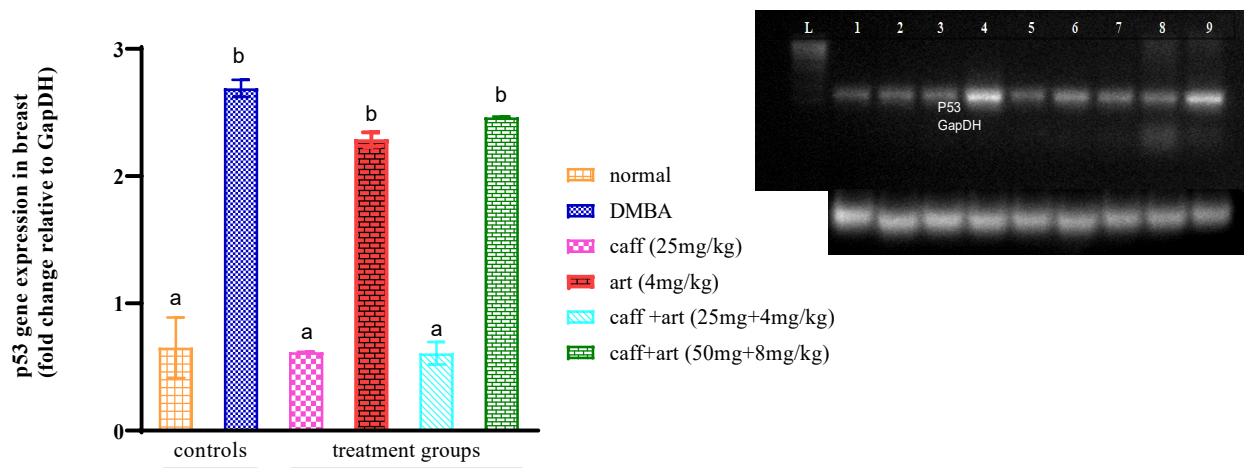 p53 gene expression in breast
(fold change relative to GapDH)
3
2
1
0
a
b
a
b
a
b
controls
treatment groups
normal
DMBA
caff (25mg/kg)
art (4mg/kg)
caff +art (25mg+4mg/kg)
caff+art (50mg+8mg/kg)
L 1 2 3 4 5 6 7 8 9
P53
GapDH